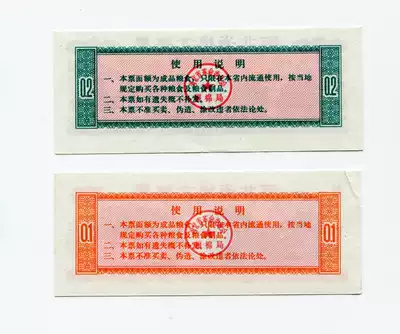 使用说明
一、本票面额为成品粮食，只限在本省内流通使用，按当地
规定购买各种粮食及粮食制品。
二、本票如有遗失概不补发。
三、本票不准买卖、伪造、涂改违者依法论处。
02
02
使用说明
一、本票面额为成品粮食，只限在本省内流通使用，按当地
规定购买各种粮食及粮食制品。
二、本票如有遗失概不补
三、本票不准买卖、伪造、涂改违者依法论处。
01
01